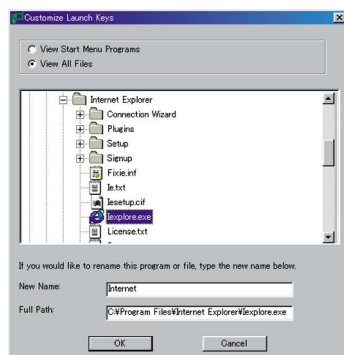 Customize Launch Keys
View Start Menu Programs
View All Files
Internet Explorer
Connection Wizard
Plugins
Setup
Signup
Fixie.inf
Ie.txt
Iesetup.cif
Iexplore.exe
License.txt
If you would like to rename this program or file, type the new name below.
New Name: Internet
Full Path: C:¥Program Files¥Internet Explorer¥Iexplore.exe
OK Cancel